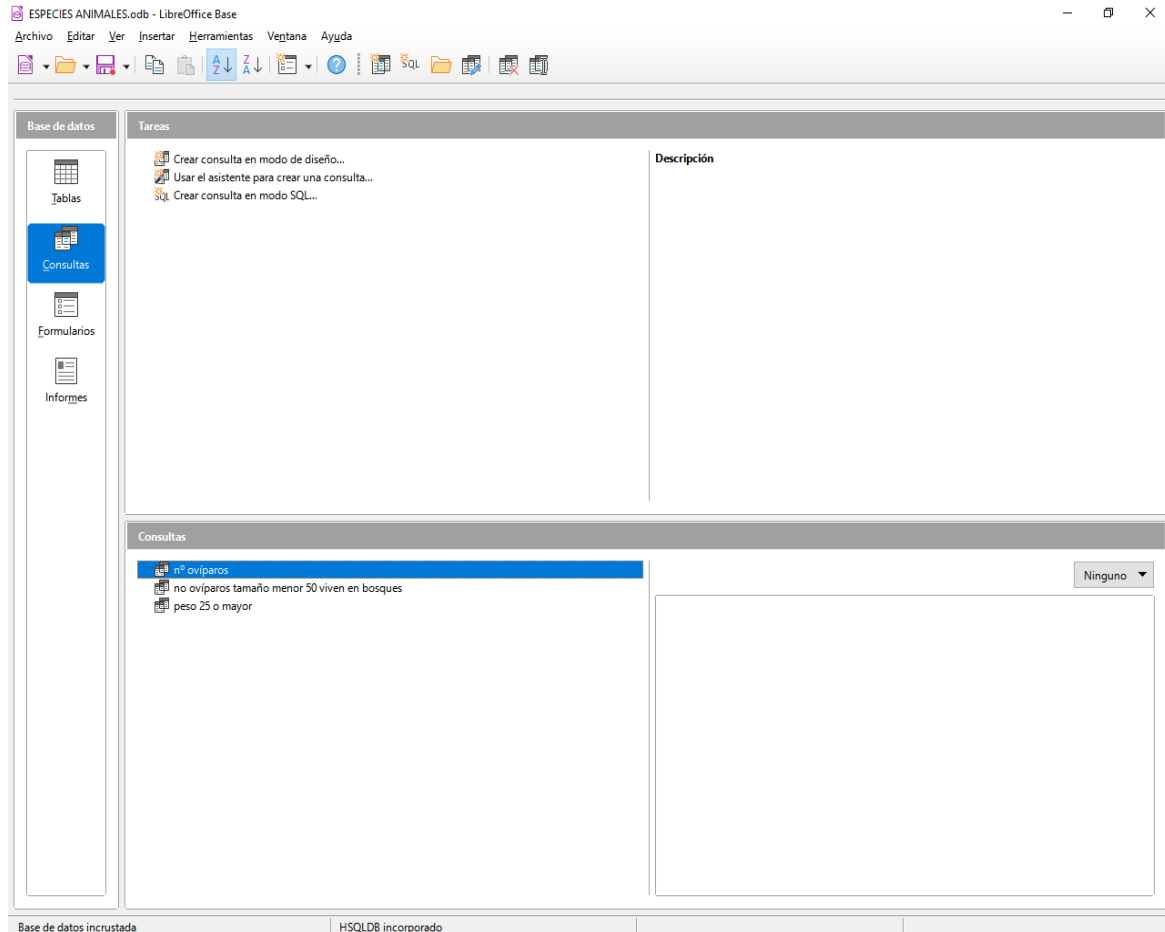 ESPECIES ANIMALES.odb - LibreOffice Base
Archivo Editar Ver Insertar Herramientas Ventana Ayuda
A Z Z A ? SQL
Base de datos
Tareas
Tablas
Consultas
Formularios
Informes
Crear consulta en modo de diseño...
Usar el asistente para crear una consulta...
SQL Crear consulta en modo SQL...
Descripción
Consultas
nº ovíparos
no ovíparos tamaño menor 50 viven en bosques
peso 25 o mayor
Ninguno
Base de datos incrustada HSQLDB incorporado